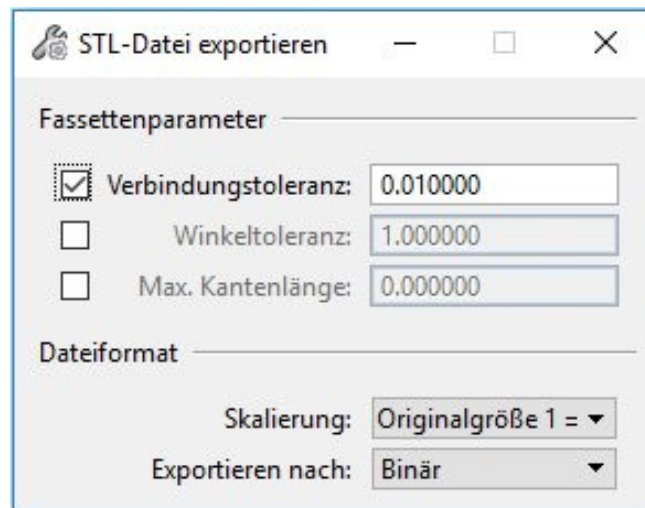 STL-Datei exportieren
Fassettenparameter
Verbindungstoleranz: 0.010000
Winkeltoleranz: 1.000000
Max. Kantenlänge: 0.000000
Dateiformat
Skalierung: Originalgröße 1 =
Exportieren nach: Binär